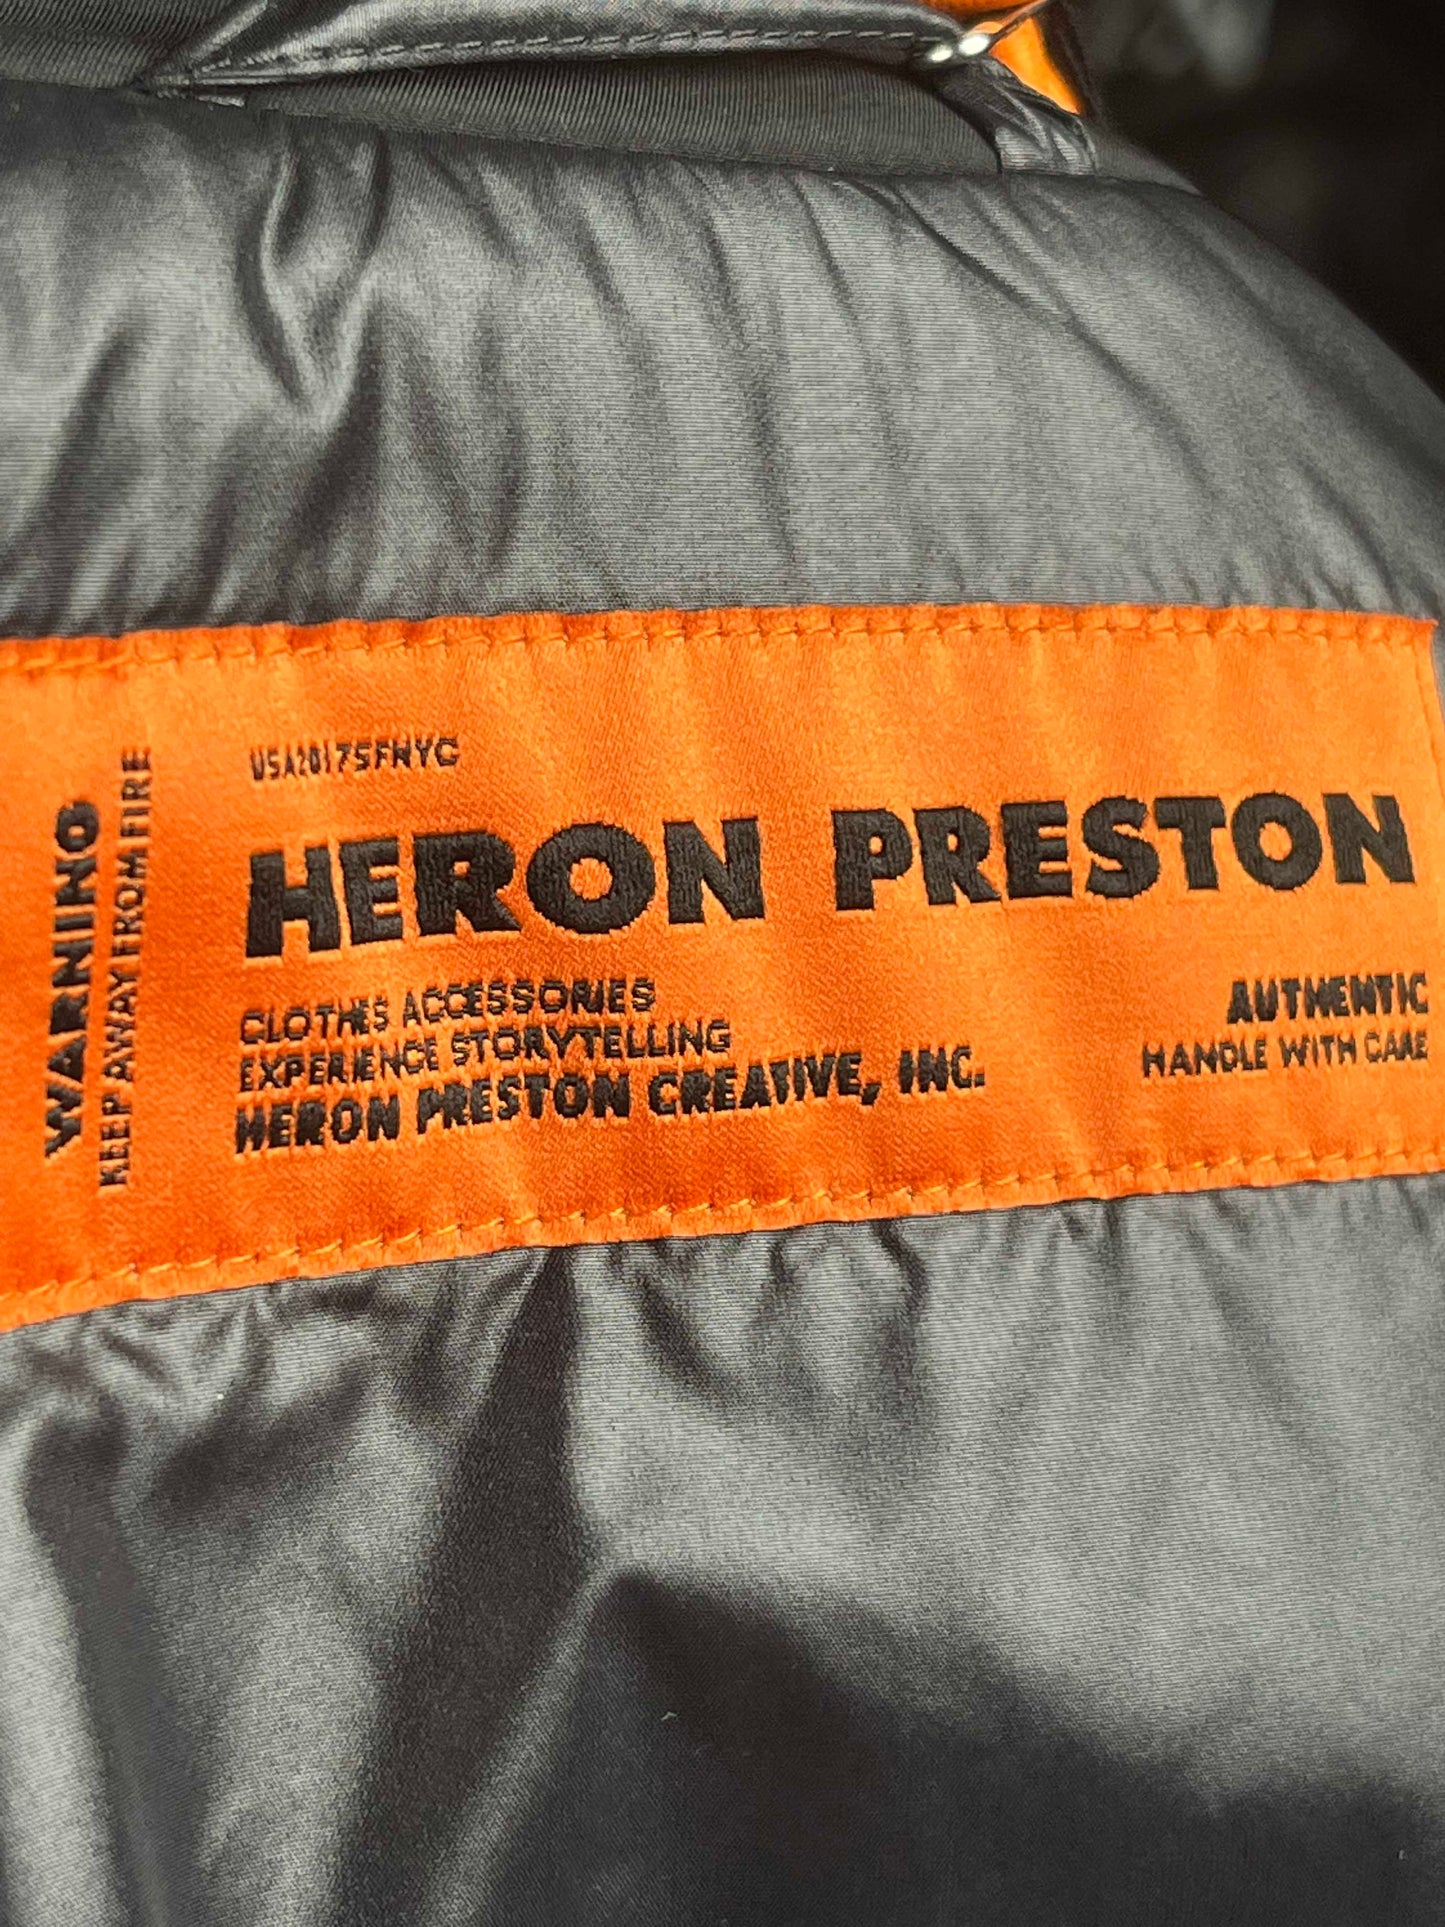 WARNING
KEEP AWAY FROM FIRE
USA2017SFNYC
HERON PRESTON
CLOTHES ACCESSORIES
EXPERIENCE STORYTELLING
HERON PRESTON CREATIVE, INC.
AUTHENTIC
HANDLE WITH CARE